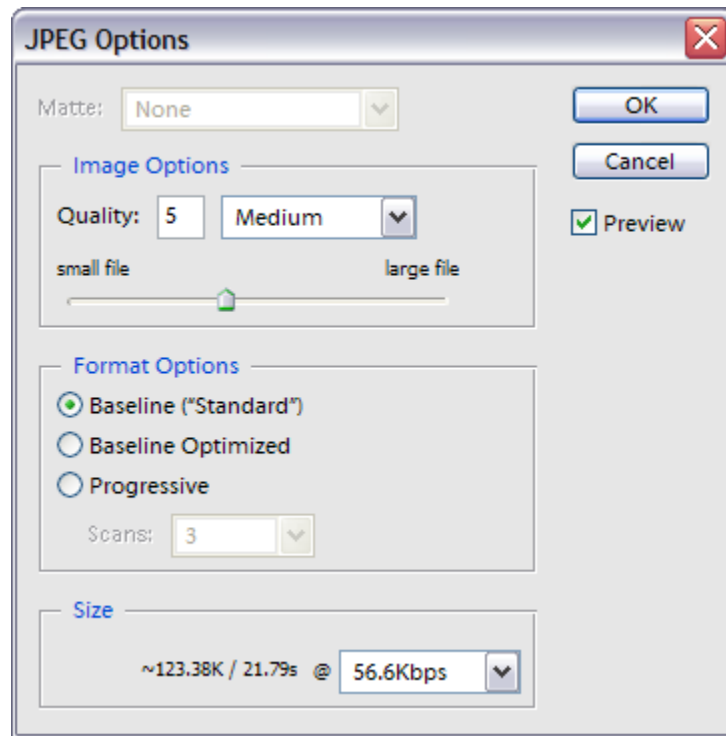 JPEG Options
Matte: None
OK
Image Options
Cancel
Quality: 5 Medium
Preview
small file large file
Format Options
Baseline (“Standard”)
Baseline Optimized
Progressive
Scans: 3
Size
~123.38K / 21.79s @ 56.6Kbps